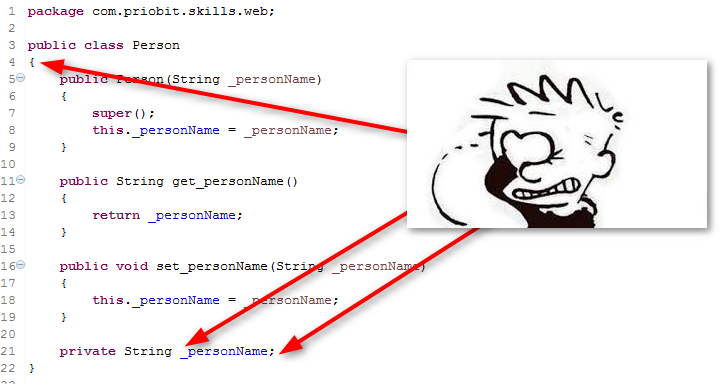 1 package com.priobit.skills.web;
2
3 public class Person
4 {
5 public Person(String _personName)
6 {
7 super();
8 this._personName = _personName;
9 }
10
11 public String get_personName()
12 {
13 return _personName;
14 }
15
16 public void set_personName(String _personName)
17 {
18 this._personName = _personName;
19 }
20
21 private String _personName;
22 }